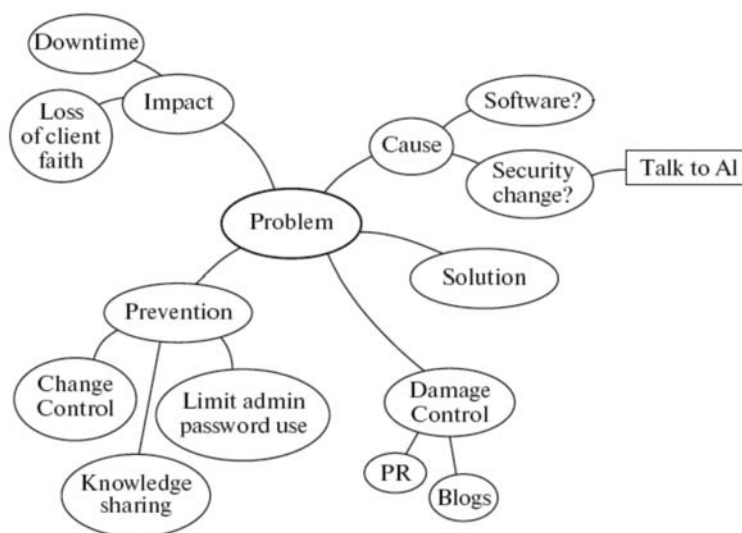 Downtime
Impact
Loss
of client
faith
Software?
Cause
Security
change?
Talk to Al
Problem
Solution
Prevention
Change
Control
Limit admin
password use
Knowledge
sharing
Damage
Control
PR
Blogs